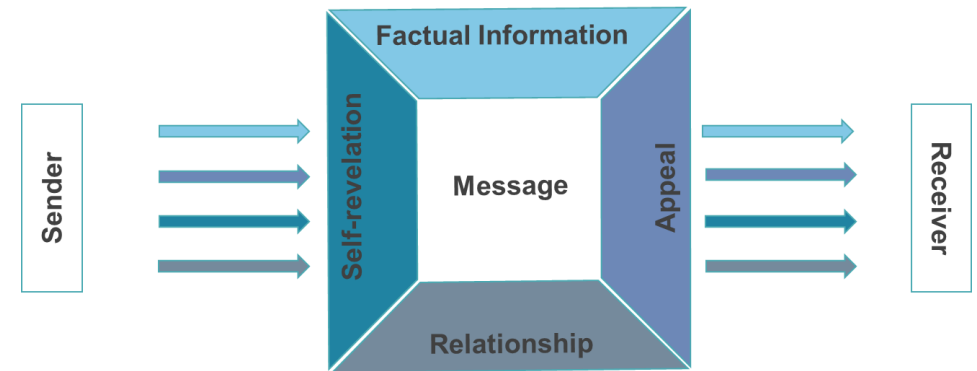 Factual Information
Sender
Self-revelation
Message
Appeal
Receiver
Relationship